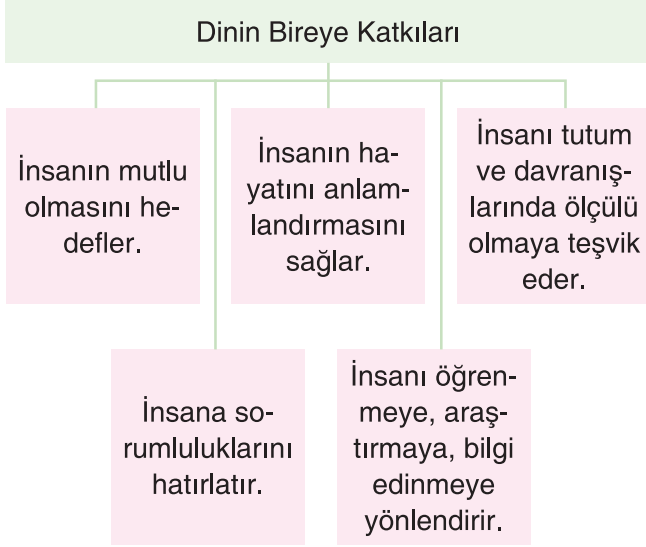 Dinin Bireye Katkıları
İnsanın mutlu
olmasını he-
defler.
İnsanın ha-
yatını anlam-
landırmasını
sağlar.
İnsanı tutum
ve davranış-
larında ölçülü
olmaya teşvik
eder.
İnsana so-
rumluluklarını
hatırlatır.
İnsanı öğren-
meye, araş-
tırmaya, bilgi
edinmeye
yönlendirir.